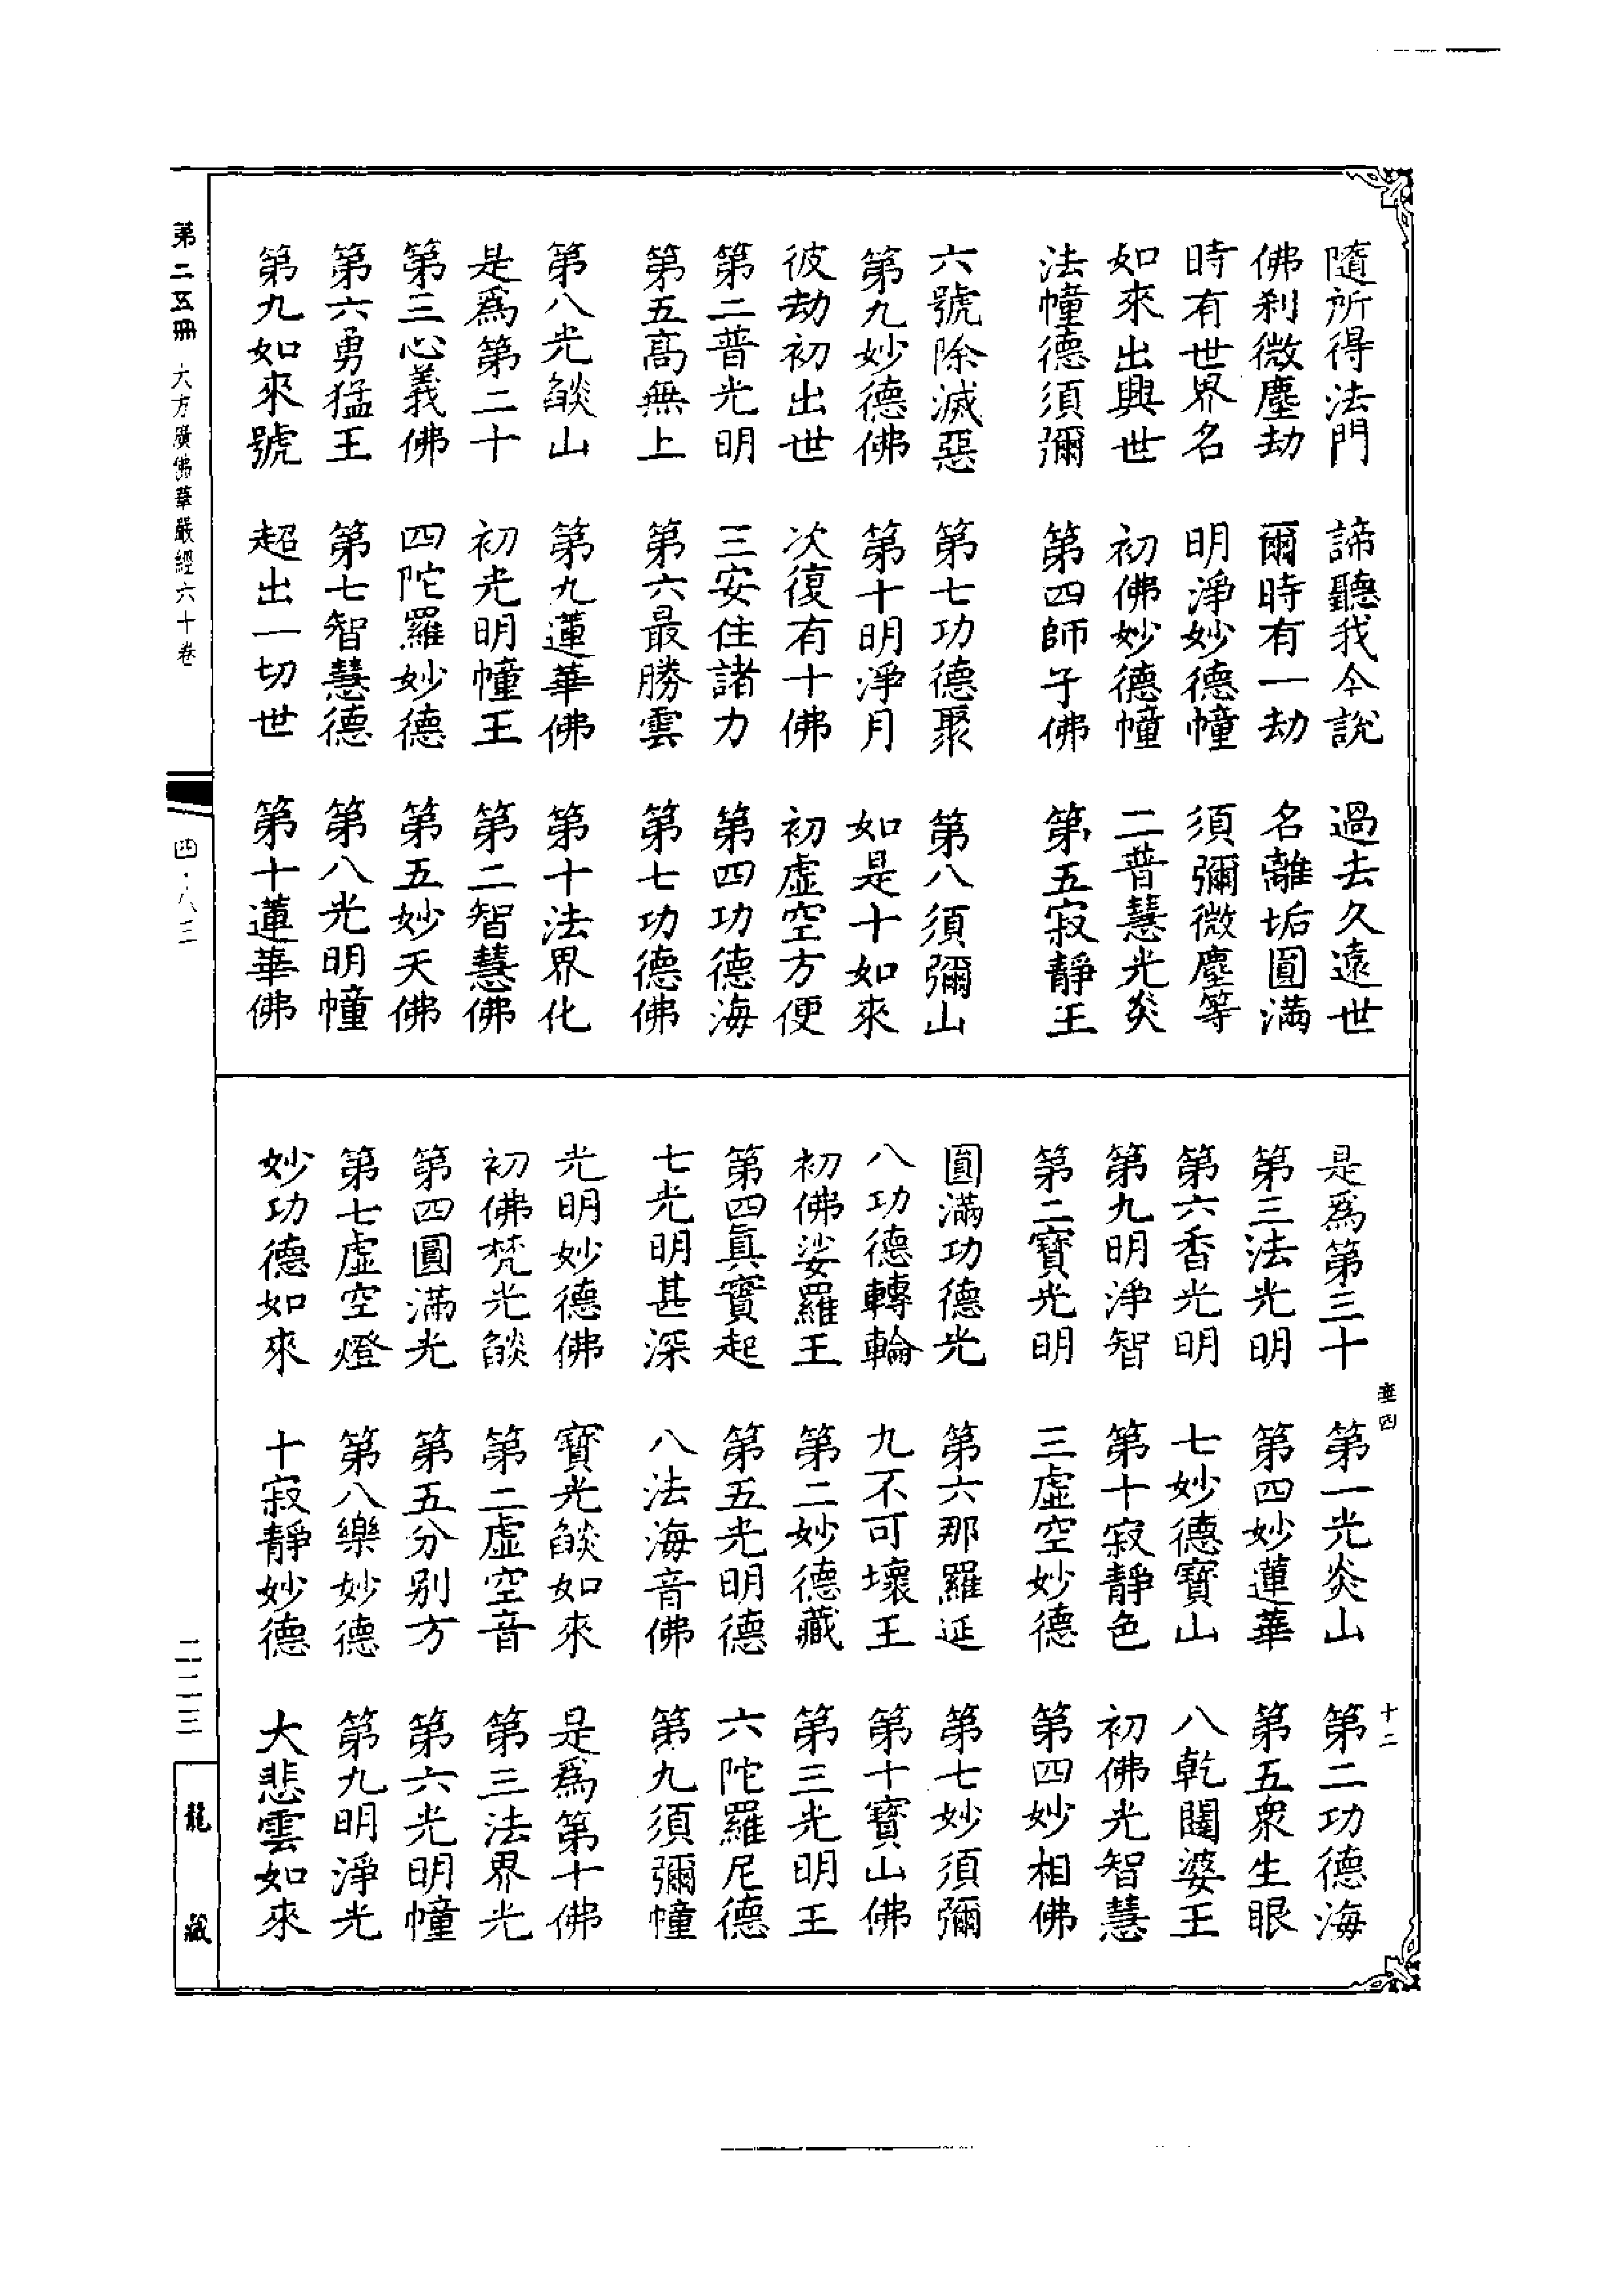 隨所得法門　諦聽我今說　過去久遠世
佛刹微塵劫　爾時有一劫　名離垢圓滿
時有世界名　明淨妙德幢　須彌微塵等
如來出興世　初佛妙德幢　二普慧光炎
法幢德須彌　第四師子佛　第五寂靜王
六號除滅惡　第七功德聚　第八須彌山
第九妙德佛　第十明淨月　如是十如來
彼劫初出世　次復有十佛　初虛空方便
第二普光明　三安住諸力　第四功德海
第五高無上　第六最勝雲　第七功德佛
第八光燄山　第九蓮華佛　第十法界化
是爲第二十　初光明幢王　第二智慧佛
第三心義佛　四陀羅妙德　第五妙天佛
第六勇猛王　第七智慧德　第八光明幢
第九如來號　超出一切世　第十蓮華佛
是爲第三十　第一光炎山　第二功德海
第三法光明　第四妙蓮華　第五眾生眼
第六香光明　七妙德寶山　八乾闥婆王
第九明淨智　第十寂靜色　初佛光智慧
第二寶光明　三虛空妙德　第四妙相佛
圓滿功德光　第六那羅延　第七妙須彌
八功德轉輪　九不可壞王　第十寶山佛
初佛娑羅王　第二妙德藏　第三光明王
第四眞實起　第五光明德　六陀羅尼德
七光明甚深　八法海音佛　第九須彌幢
光明妙德佛　寶光燄如來　是爲第十佛
初佛梵光燄　第二虛空音　第三法界光
第四圓滿光　第五分別方　第六光明幢
第七虛空燈　第八樂妙德　第九明淨光
妙功德如來　十寂靜妙德　大悲雲如來
四　十二
第二五冊　大方廣佛華嚴經六十卷
四·八三
二二三
龍藏